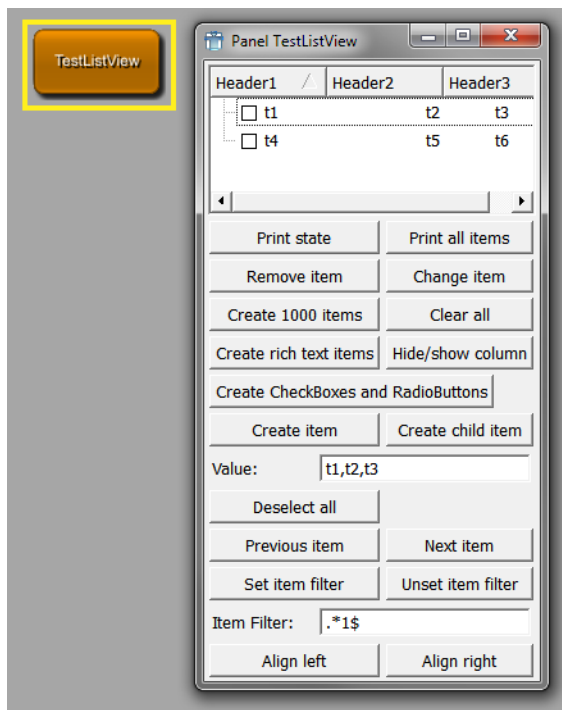 TestListView
Panel TestListView
Header1 Header2 Header3
t1 t2 t3
t4 t5 t6
Print state Print all items
Remove item Change item
Create 1000 items Clear all
Create rich text items Hide/show column
Create CheckBoxes and RadioButtons
Create item Create child item
Value: t1,t2,t3
Deselect all
Previous item Next item
Set item filter Unset item filter
Item Filter: .*1$
Align left Align right